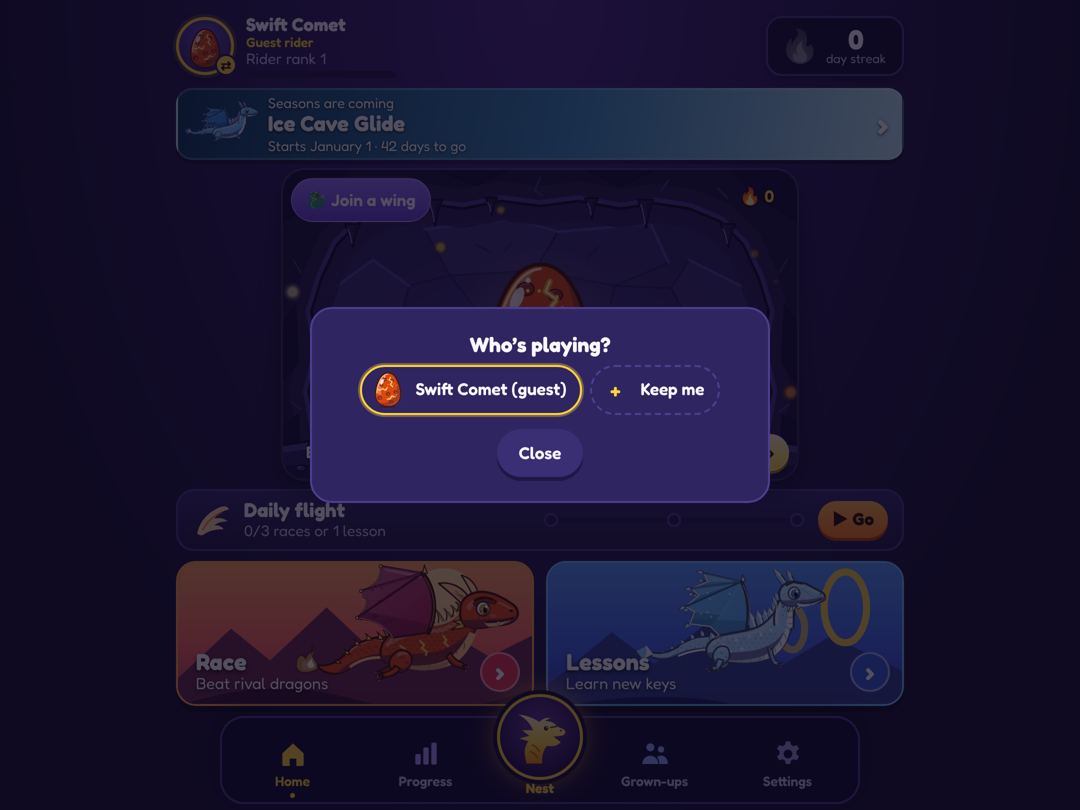 Swift Comet
Guest rider
Rider rank 1
0
day streak
Seasons are coming
Ice Cave Glide
Starts January 1 · 42 days to go
Join a wing
0
Who's playing?
Swift Comet (guest)
+ Keep me
Close
Daily flight
0/3 races or 1 lesson
Go
Race
Beat rival dragons
Lessons
Learn new keys
Home
Progress
Nest
Grown-ups
Settings